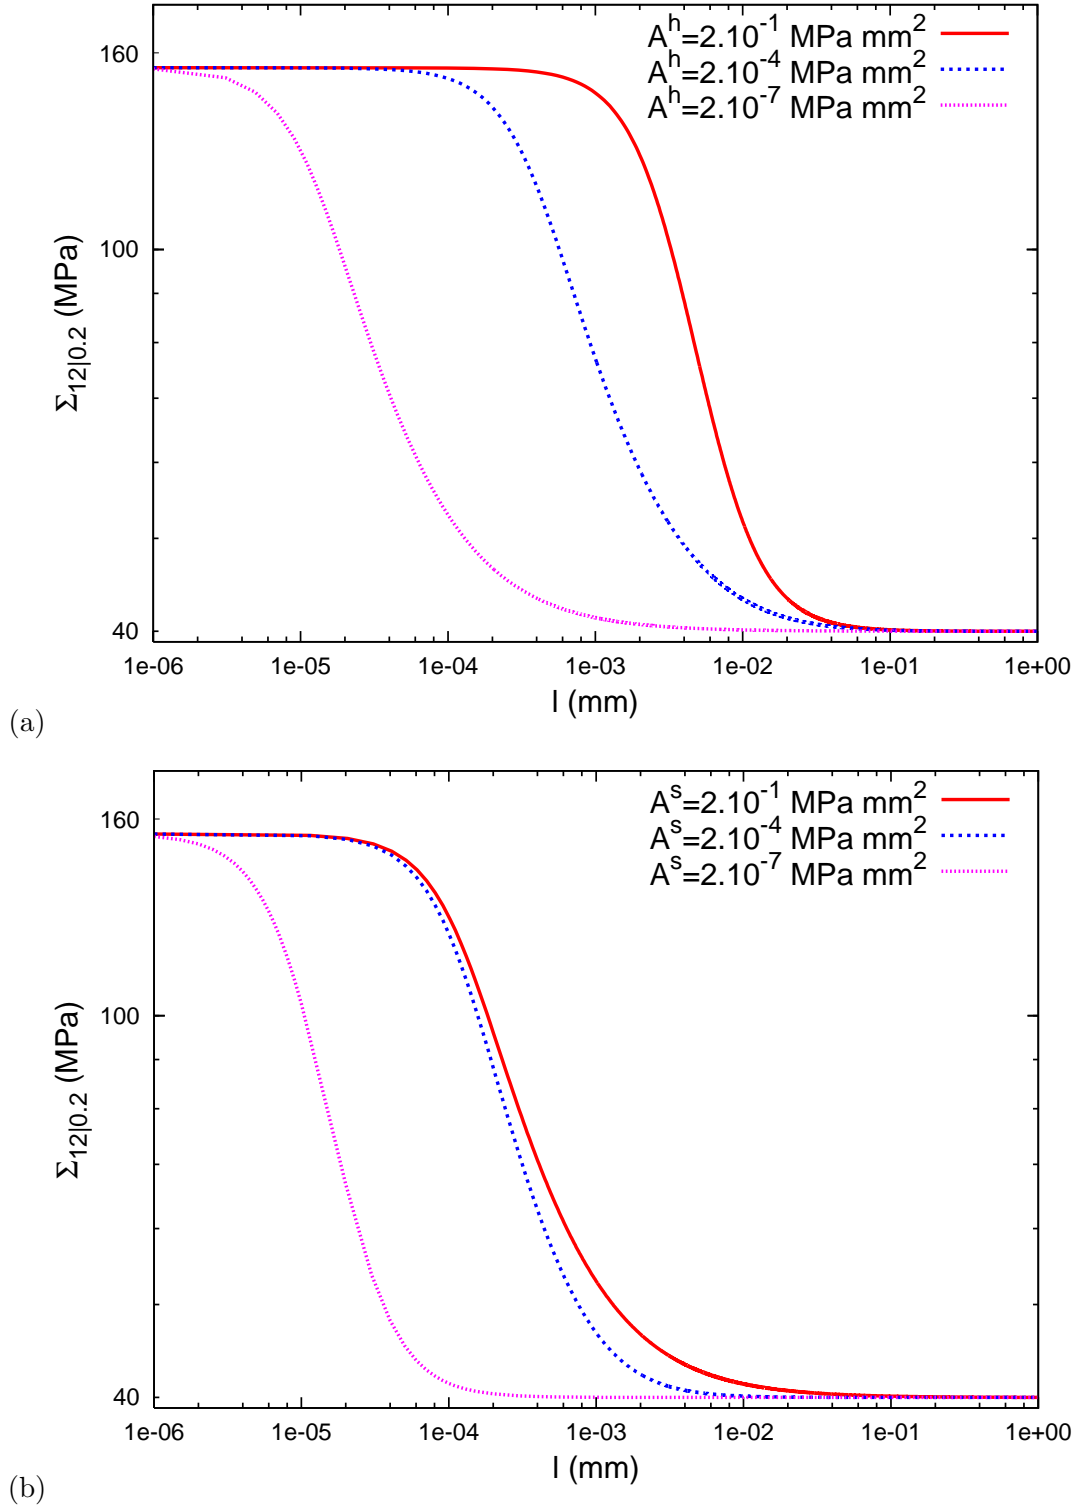 A^h=2.10^-1 MPa mm^2
A^h=2.10^-4 MPa mm^2
A^h=2.10^-7 MPa mm^2
160
100
40
Σ12|0.2 (MPa)
1e-06 1e-05 1e-04 1e-03 1e-02 1e-01 1e+00
l (mm)
(a)
A^s=2.10^-1 MPa mm^2
A^s=2.10^-4 MPa mm^2
A^s=2.10^-7 MPa mm^2
160
100
40
Σ12|0.2 (MPa)
1e-06 1e-05 1e-04 1e-03 1e-02 1e-01 1e+00
l (mm)
(b)